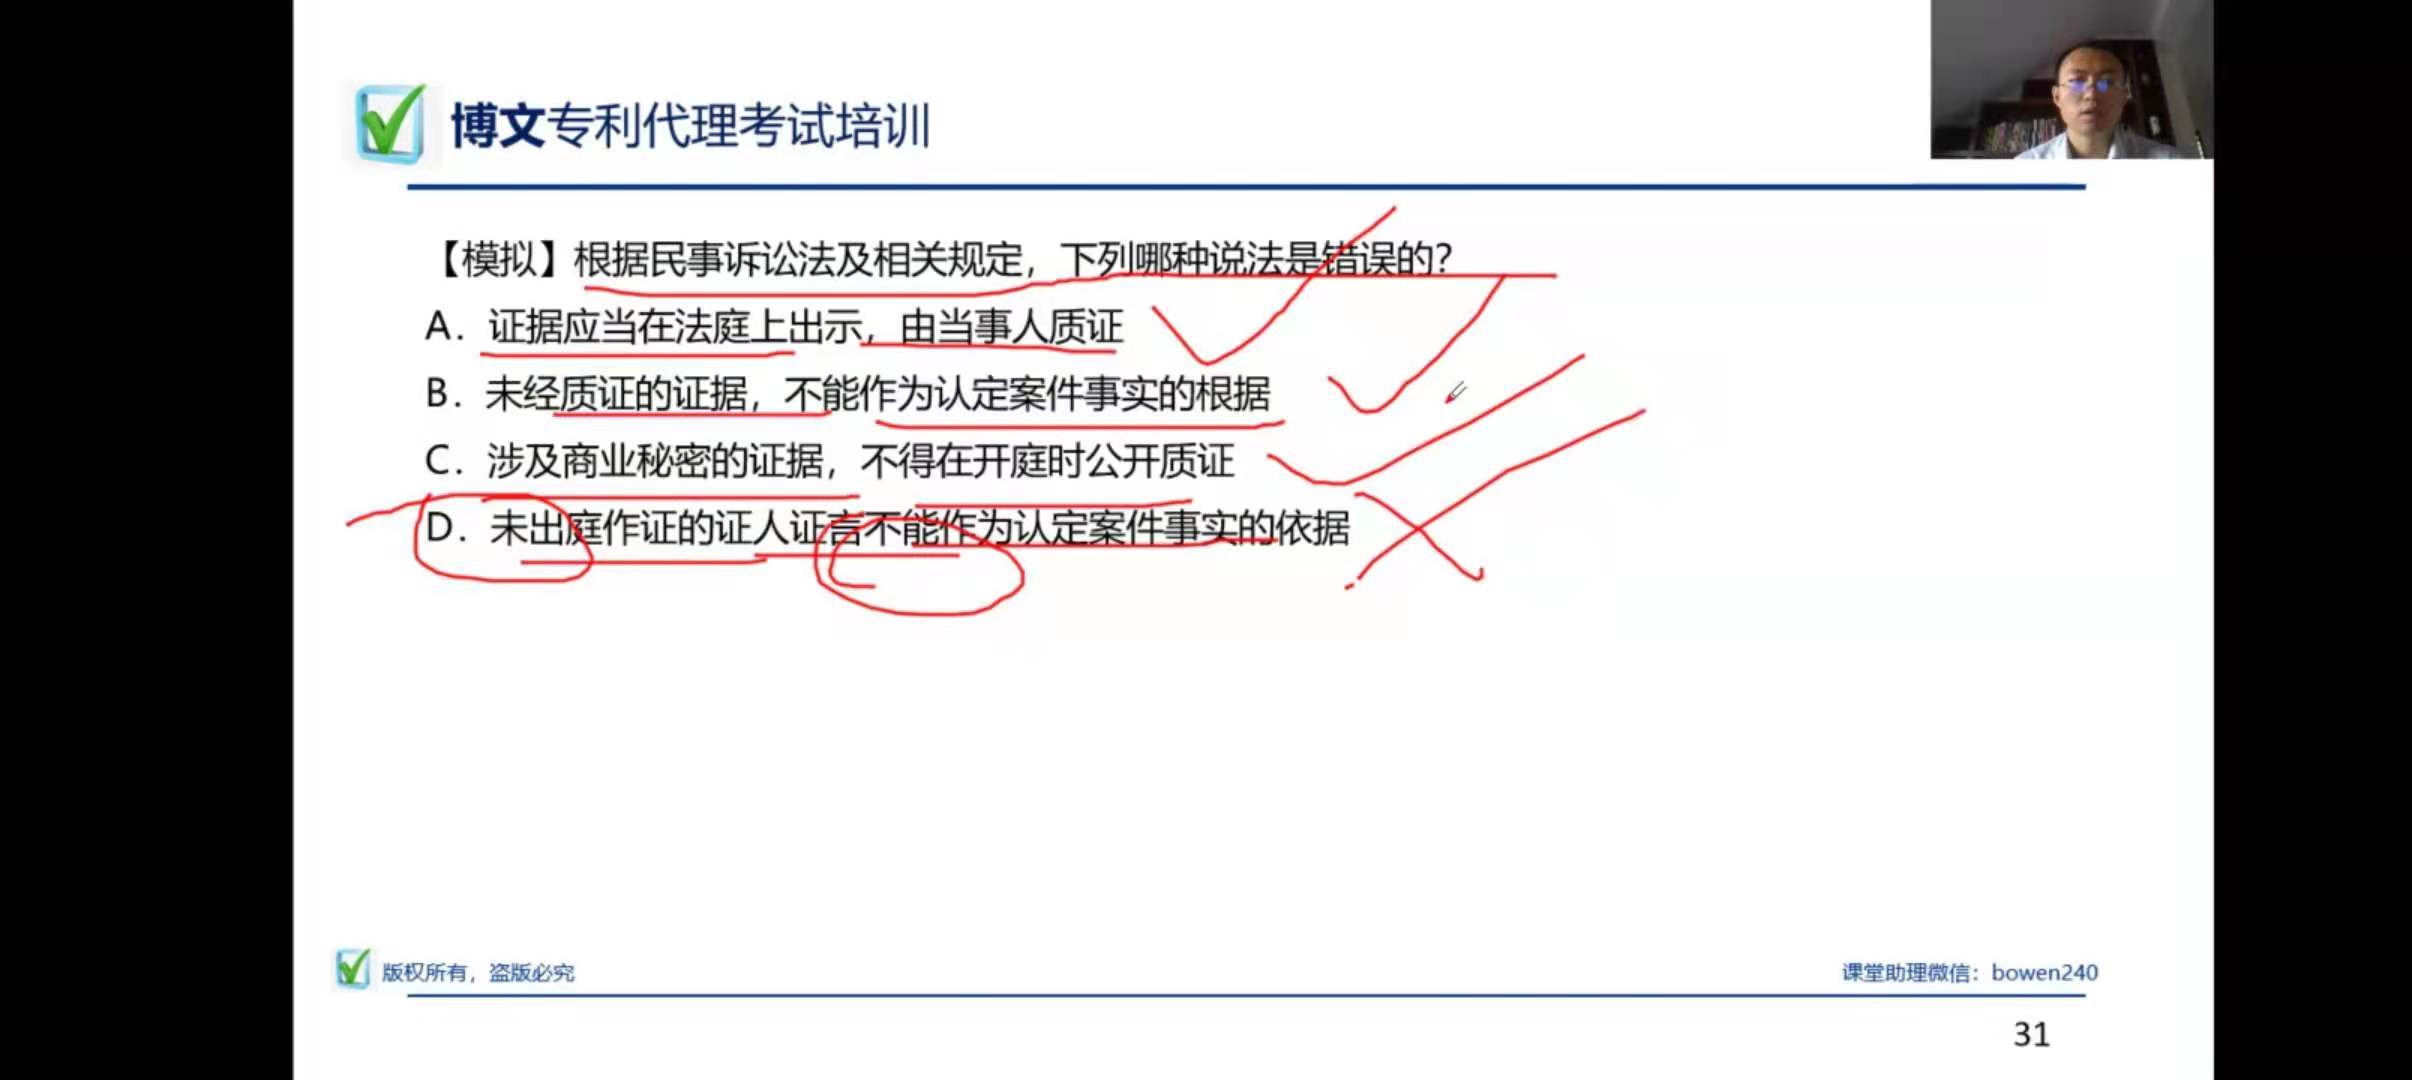 博文专利代理考试培训
【模拟】根据民事诉讼法及相关规定，下列哪种说法是错误的？
A．证据应当在法庭上出示，由当事人质证
B．未经质证的证据，不能作为认定案件事实的根据
C．涉及商业秘密的证据，不得在开庭时公开质证
D．未出庭作证的证人证言不能作为认定案件事实的依据
版权所有，盗版必究
课堂助理微信：bowen240
31